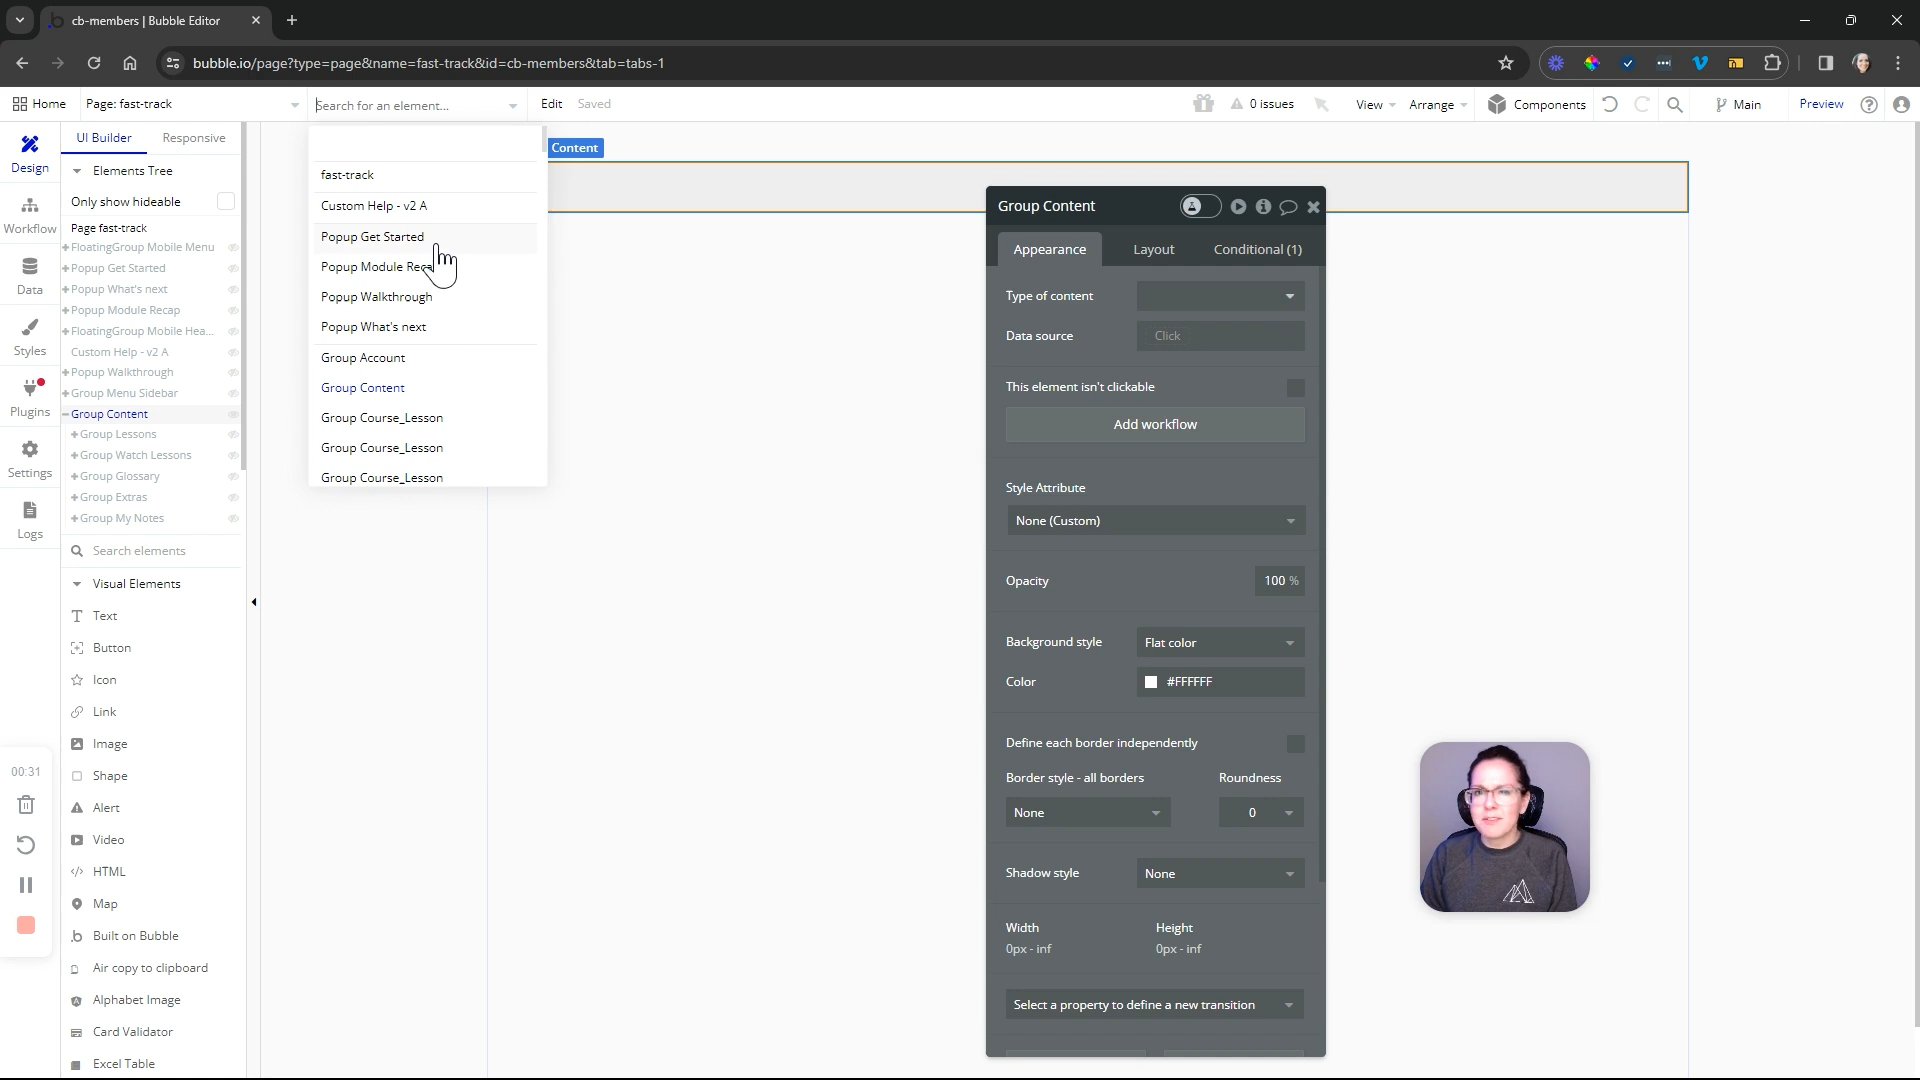 cb-members | Bubble Editor
bubble.io/page?type=page&name=fast-track&id=cb-members&tab=tabs-1
Home
Page: fast-track
Search for an element...
Edit
Saved
0 issues
View
Arrange
Components
Main
Preview
Design
Workflow
Data
Styles
Plugins
Settings
Logs
00:31
UI Builder
Responsive
Elements Tree
Only show hideable
Page fast-track
FloatingGroup Mobile Menu
Popup Get Started
Popup What's next
Popup Module Recap
FloatingGroup Mobile Hea...
Custom Help - v2 A
Popup Walkthrough
Group Menu Sidebar
Group Content
Group Lessons
Group Watch Lessons
Group Glossary
Group Extras
Group My Notes
Search elements
Visual Elements
Text
Button
Icon
Link
Image
Shape
Alert
Video
HTML
Map
Built on Bubble
Air copy to clipboard
Alphabet Image
Card Validator
Excel Table
fast-track
Custom Help - v2 A
Popup Get Started
Popup Module Reca
Popup Walkthrough
Popup What's next
Group Account
Group Content
Group Course_Lesson
Group Course_Lesson
Group Course_Lesson
Content
Group Content
Appearance
Layout
Conditional (1)
Type of content
Data source
Click
This element isn't clickable
Add workflow
Style Attribute
None (Custom)
Opacity
100 %
Background style
Flat color
Color
#FFFFFF
Define each border independently
Border style - all borders
Roundness
None
0
Shadow style
None
Width
Height
0px - inf
0px - inf
Select a property to define a new transition